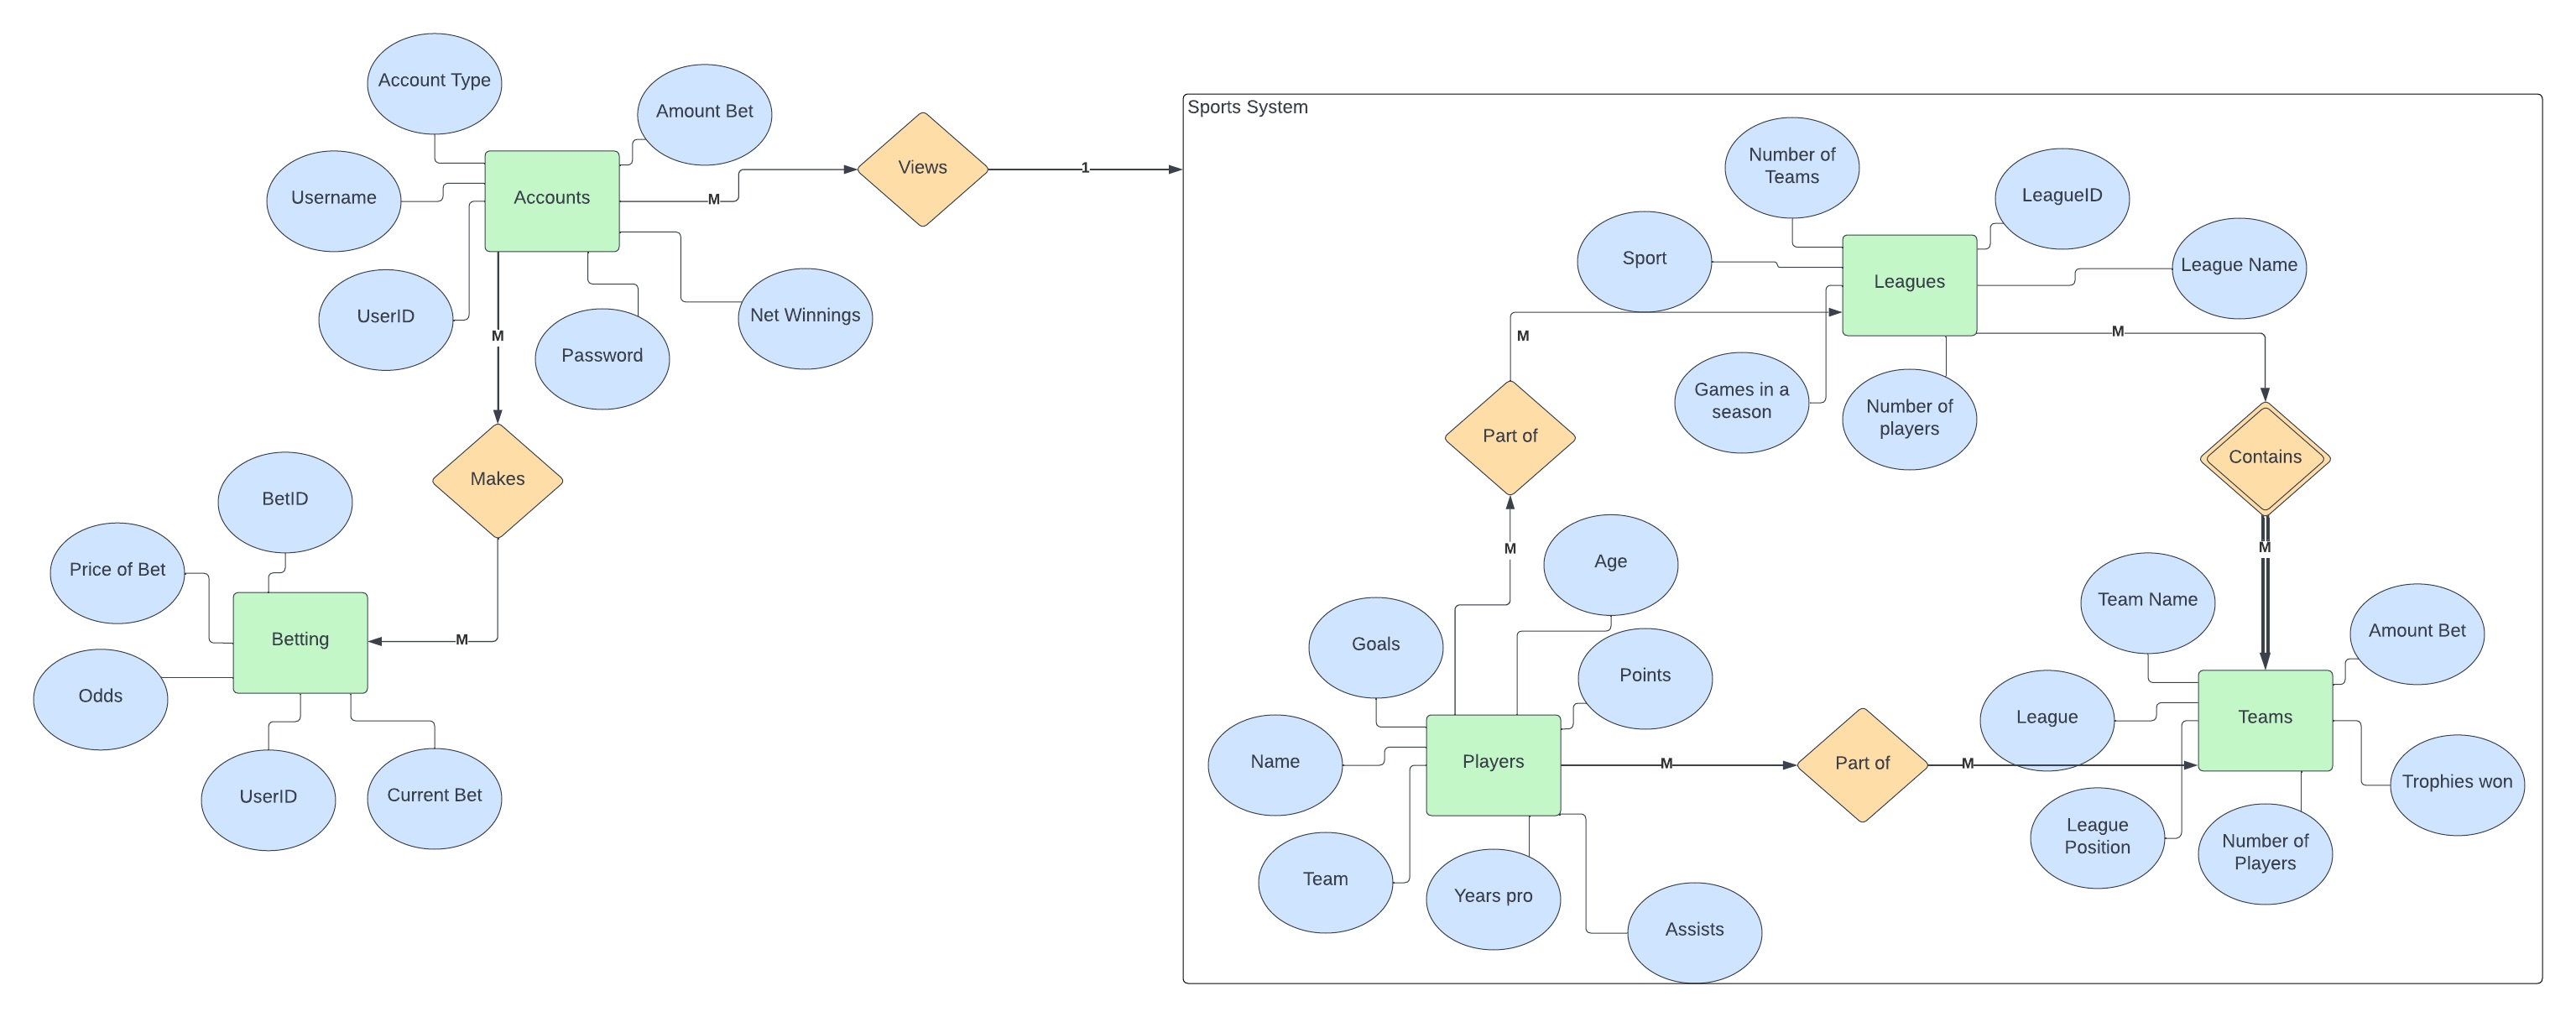 Account Type
Amount Bet
Username
Accounts
Views
1
M
UserID
Net Winnings
Password
M
Makes
BetID
Price of Bet
Betting
M
Odds
UserID
Current Bet
Sports System
Number of
Teams
LeagueID
Sport
League Name
Leagues
M
M
Games in a
season
Number of
players
Part of
Contains
M
M
Age
Goals
Points
Name
Players
M
Part of
M
Team
Years pro
Assists
Team Name
Amount Bet
League
Teams
Trophies won
League
Position
Number of
Players